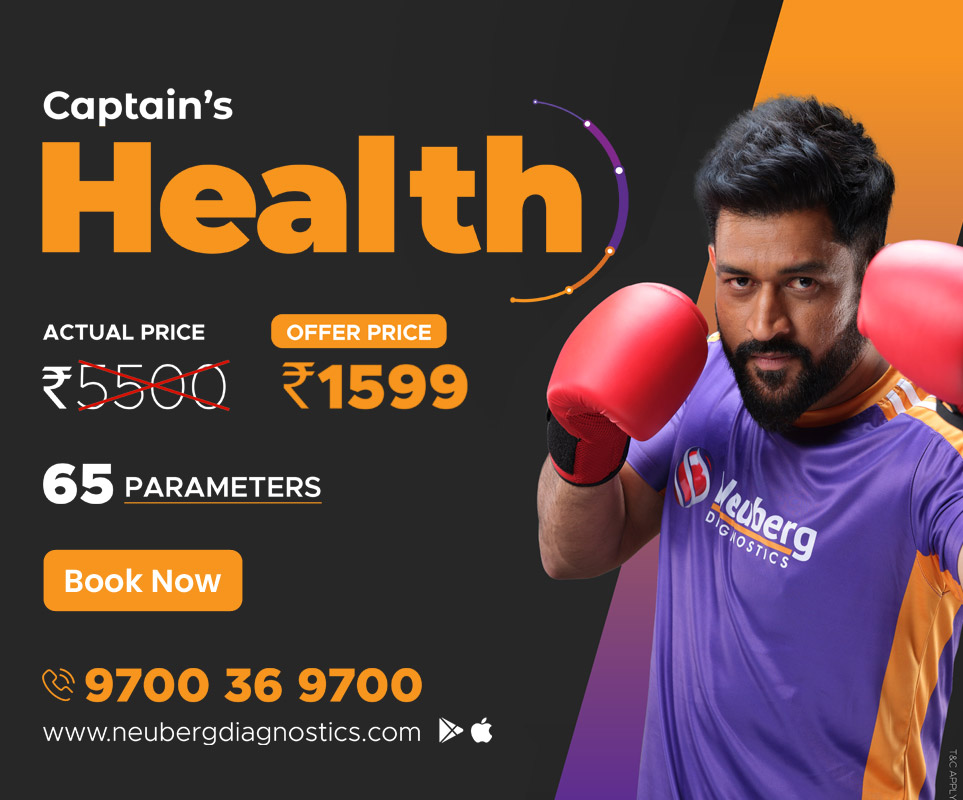 Captain's
Health
ACTUAL PRICE
OFFER PRICE
₹5500
₹1599
65 PARAMETERS
Book Now
9700 36 9700
www.neubergdiagnostics.com
Neuberg
DIAGNOSTICS
T&C APPLY